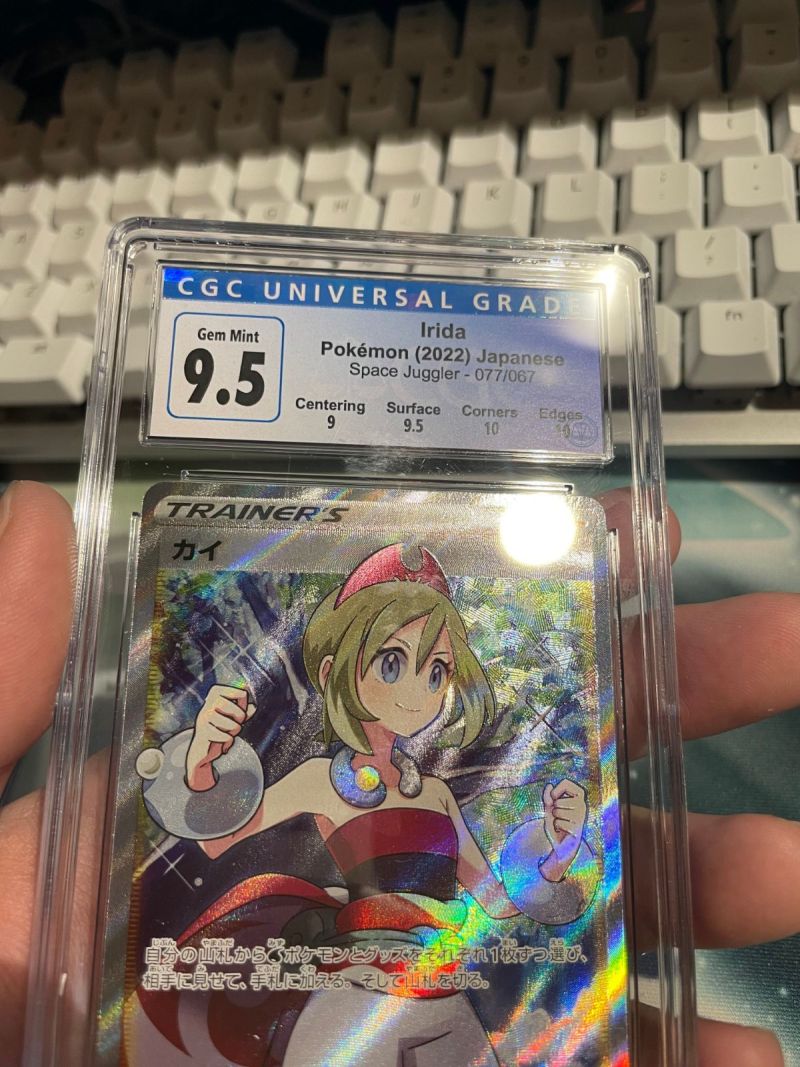 CGC UNIVERSAL GRADE
Gem Mint
9.5
Irida
Pokémon (2022) Japanese
Space Juggler - 077/067
Centering Surface Corners Edges
9 9.5 10 10
TRAINER'S
カイ
自分の山札からポケモンとグッズをそれぞれ1枚ずつ選び、
相手に見せて、手札に加える。そして山札を切る。
J
K
L
fn